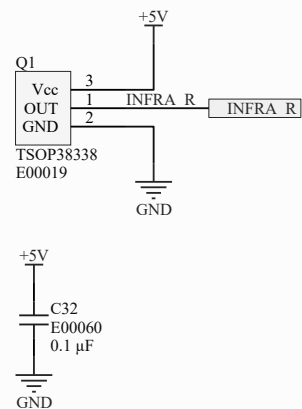 +5V
Q1
Vcc 3
OUT 1 INFRA_R INFRA_R
GND 2
TSOP38338
E00019
GND
+5V
C32
E00060
0.1 µF
GND